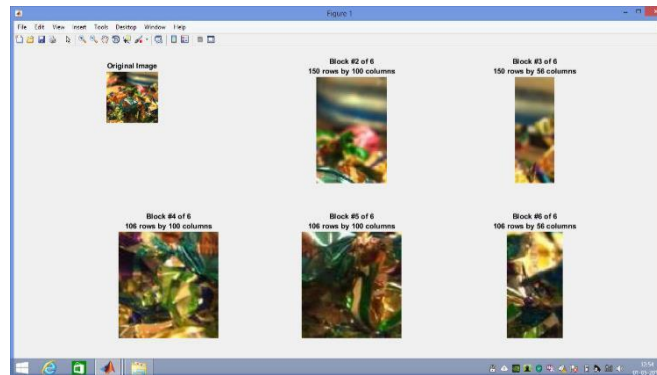 Figure 1
File Edit View Insert Tools Desktop Window Help
Original Image
Block #2 of 6
150 rows by 100 columns
Block #3 of 6
150 rows by 56 columns
Block #4 of 6
106 rows by 100 columns
Block #5 of 6
106 rows by 100 columns
Block #6 of 6
106 rows by 56 columns